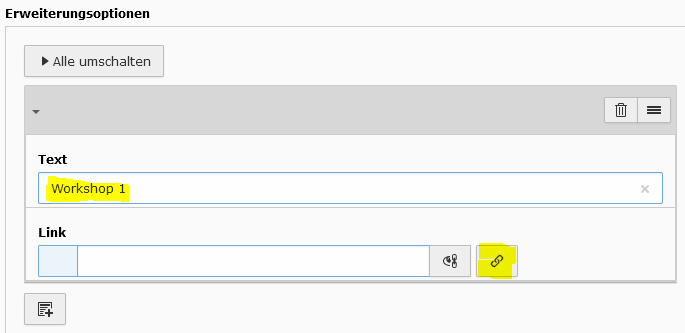 Erweiterungsoptionen
Alle umschalten
Text
Workshop 1
Link